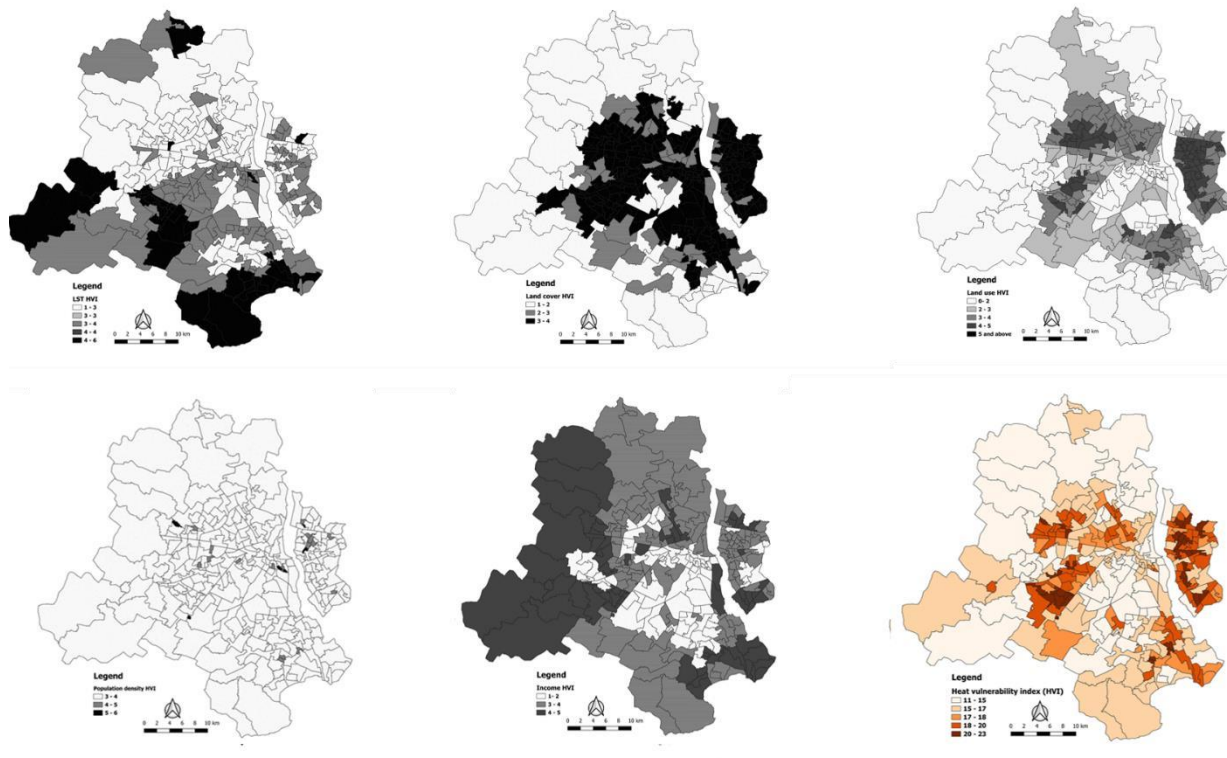 Legend
LST HVI
1 - 3
3 - 3
3 - 4
4 - 4
4 - 6
0 2 4 6 8 10 km
Legend
Land cover HVI
1 - 2
2 - 3
3 - 4
0 2 4 6 8 10 km
Legend
Land use HVI
0- 2
2 - 3
3 - 4
4 - 5
5 and above
0 2 4 6 8 10 km
Legend
Population density HVI
3 - 4
4 - 5
5 - 6
0 2 4 6 8 10 km
Legend
Income HVI
1- 2
3 - 4
4 - 5
0 2 4 6 8 10 km
Legend
Heat vulnerability index (HVI)
11 - 15
15 - 17
17 - 18
18 - 20
20 - 23
0 2 4 6 8 10 km